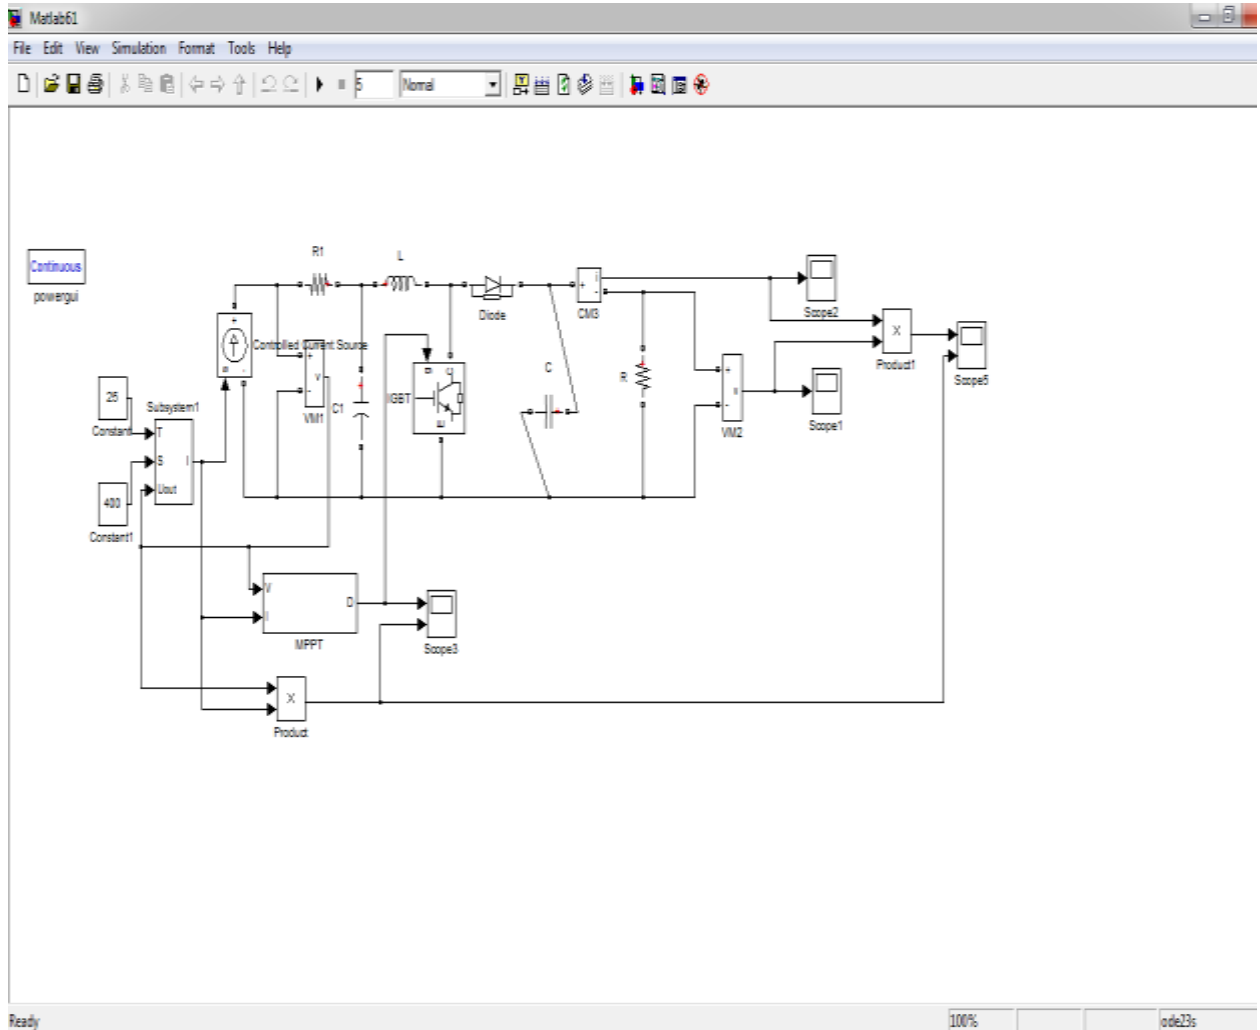 Matlab61
File Edit View Simulation Format Tools Help
5 Normal
Continuous
powergui
R1
L
Diode
CM3
i
+
-
Scope2
Product1
X
Scope5
Controlled Current Source
+
-
s
VM1
+
v
-
C1
IGBT
g
C
E
C
R
VM2
+
v
-
Scope1
25
Constant
Subsystem1
T
S
I
Uout
400
Constant1
V
I
D
MPPT
Scope3
X
Product
Ready 100% ode23s